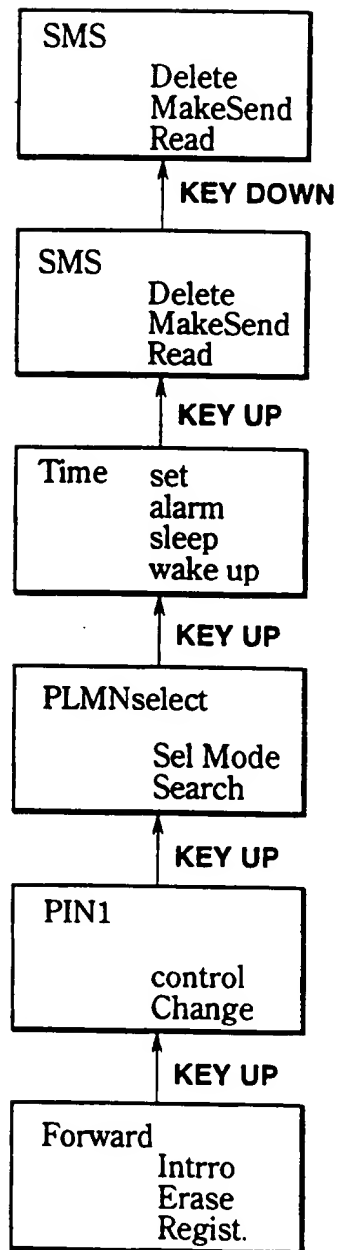 SMS
Delete
MakeSend
Read
KEY DOWN
SMS
Delete
MakeSend
Read
KEY UP
Time set
alarm
sleep
wake up
KEY UP
PLMNselect
Sel Mode
Search
KEY UP
PIN1
control
Change
KEY UP
Forward
Intrro
Erase
Regist.